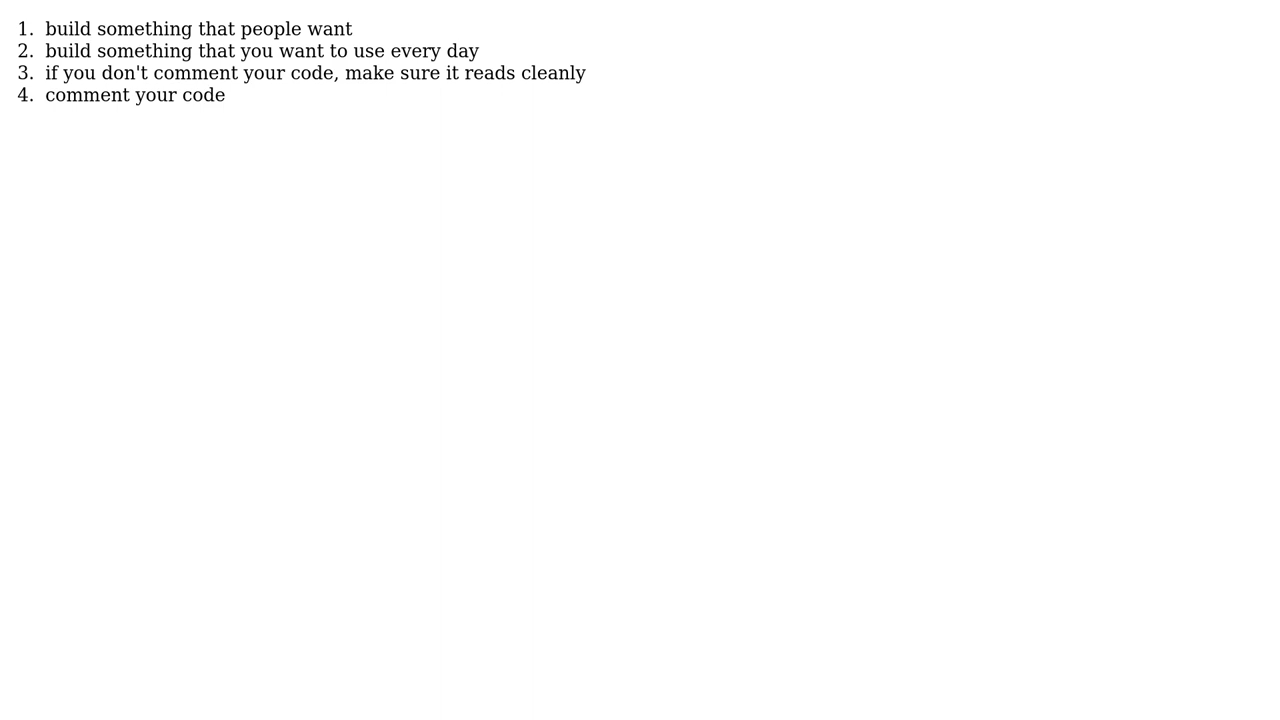 1. build something that people want
2. build something that you want to use every day
3. if you don't comment your code, make sure it reads cleanly
4. comment your code